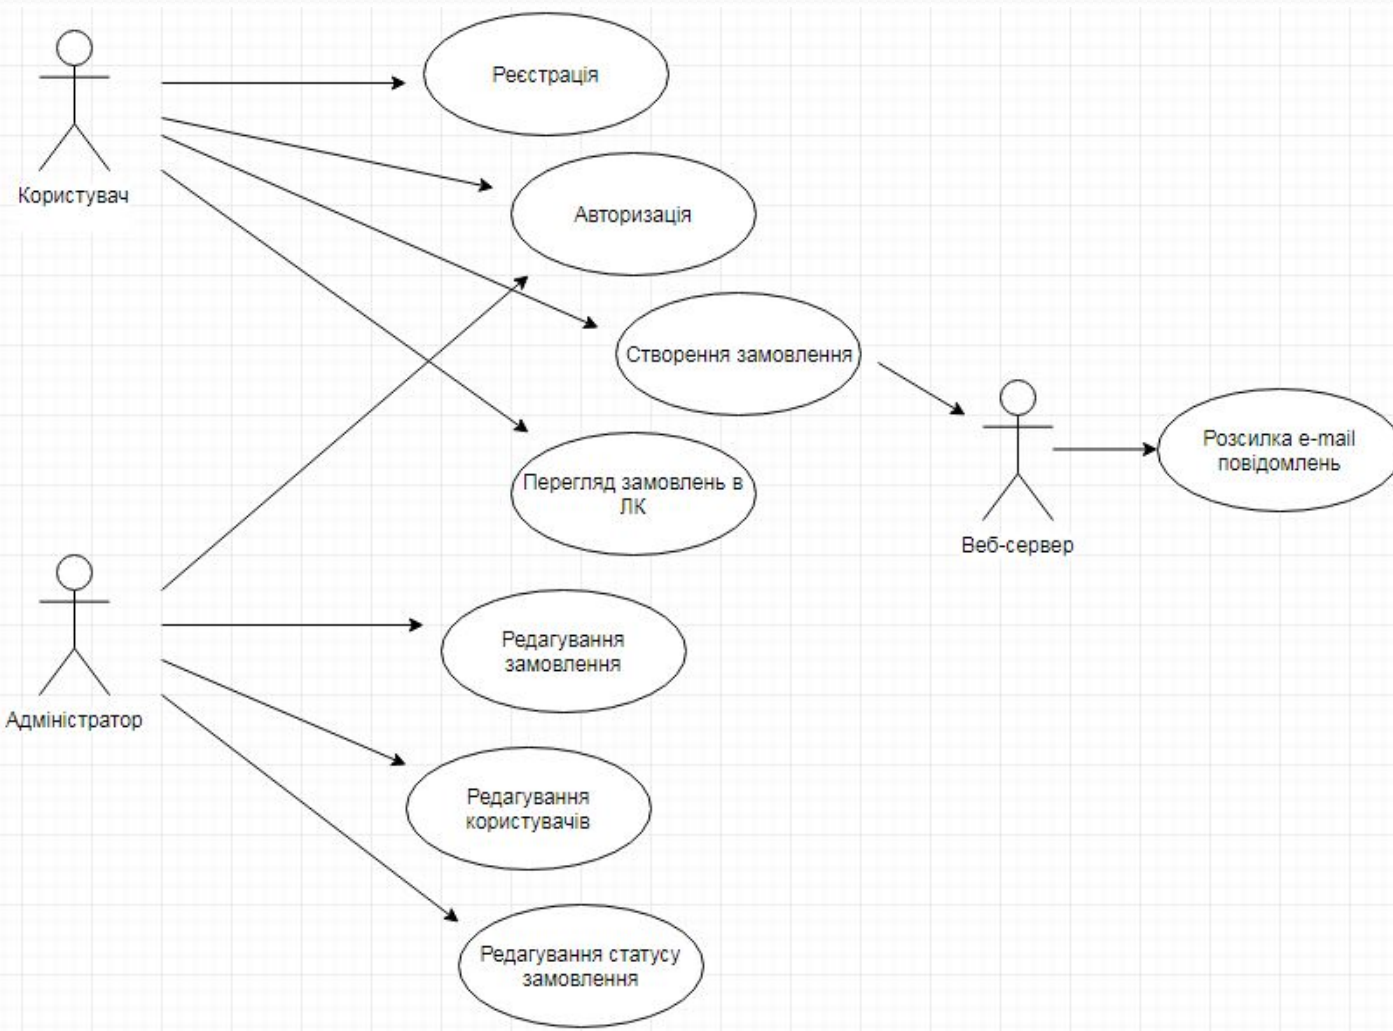 Реєстрація
Користувач
Авторизація
Створення замовлення
Перегляд замовлень в
ЛК
Веб-сервер
Розсилка e-mail
повідомлень
Адміністратор
Редагування
замовлення
Редагування
користувачів
Редагування статусу
замовлення